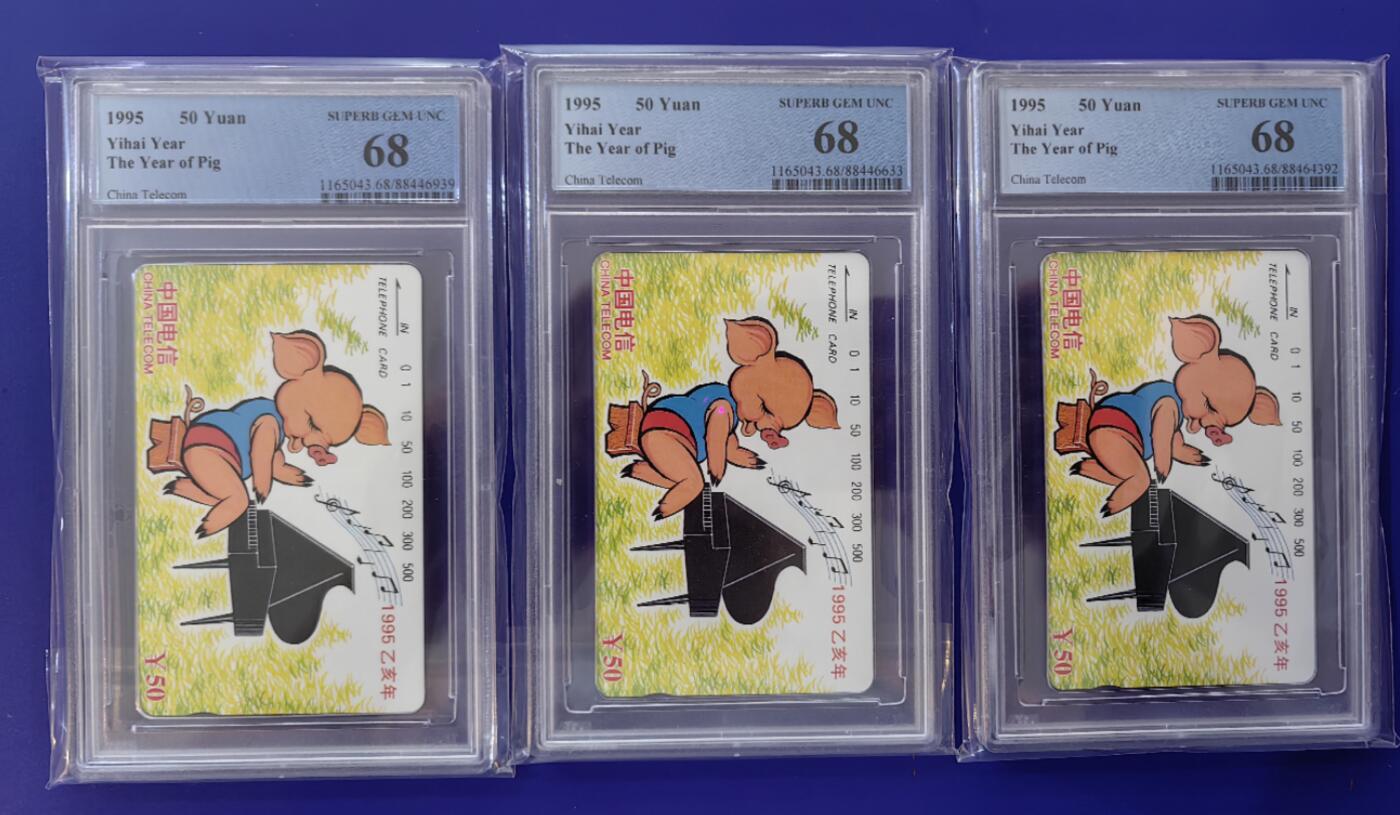 1995 50 Yuan SUPERB GEM UNC
Yihai Year 68
The Year of Pig
China Telecom 1165043.68/88446939
中国电信
CHINA TELECOM
IN
TELEPHONE CARD 0 1 10 50 100 200 300 500
1995 乙亥年
¥50
1995 50 Yuan SUPERB GEM UNC
Yihai Year 68
The Year of Pig
China Telecom 1165043.68/88446633
中国电信
CHINA TELECOM
IN
TELEPHONE CARD 0 1 10 50 100 200 300 500
1995 乙亥年
¥50
1995 50 Yuan SUPERB GEM UNC
Yihai Year 68
The Year of Pig
China Telecom 1165043.68/88464392
中国电信
CHINA TELECOM
IN
TELEPHONE CARD 0 1 10 50 100 200 300 500
1995 乙亥年
¥50